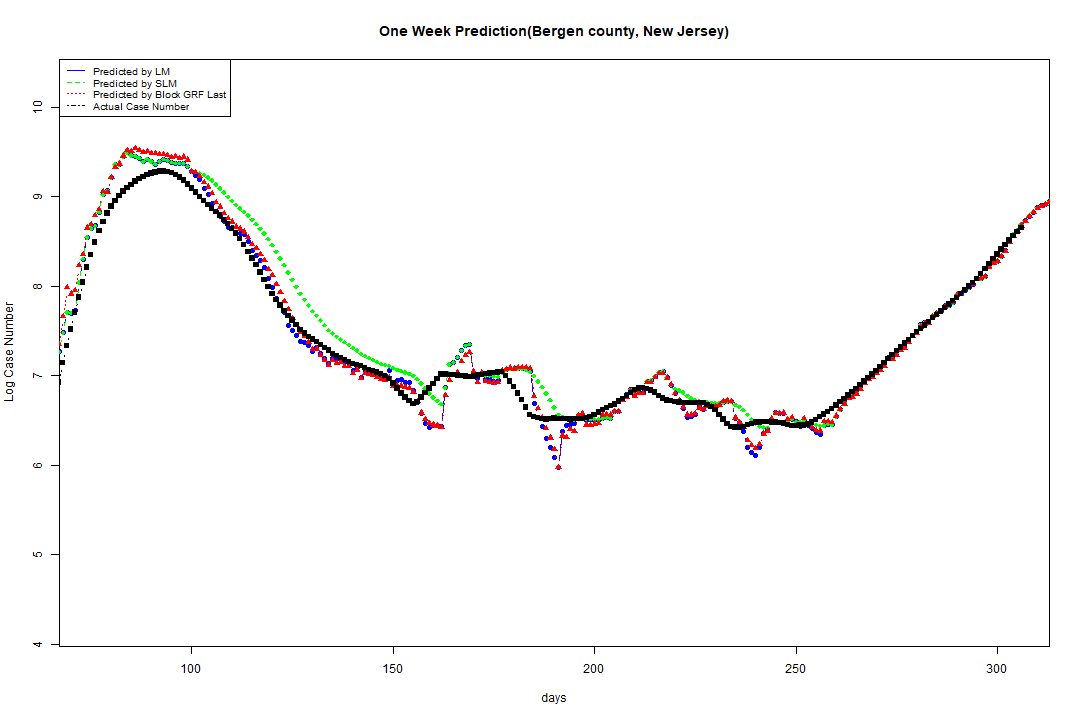 One Week Prediction(Bergen county, New Jersey)
Predicted by LM
Predicted by SLM
Predicted by Block GRF Last
Actual Case Number
Log Case Number
10
9
8
7
6
5
4
100 150 200 250 300
days